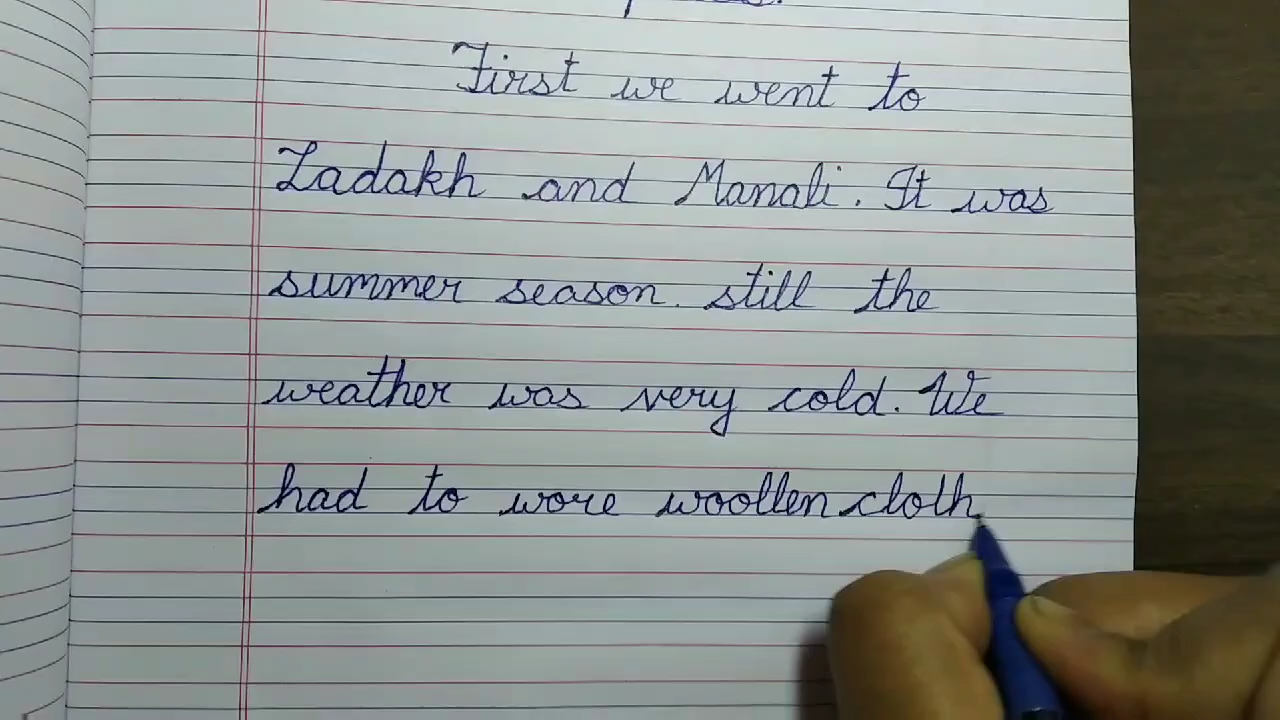 First we went to
Ladakh and Manali. It was
summer season. still the
weather was very cold. We
had to wore woollen cloth